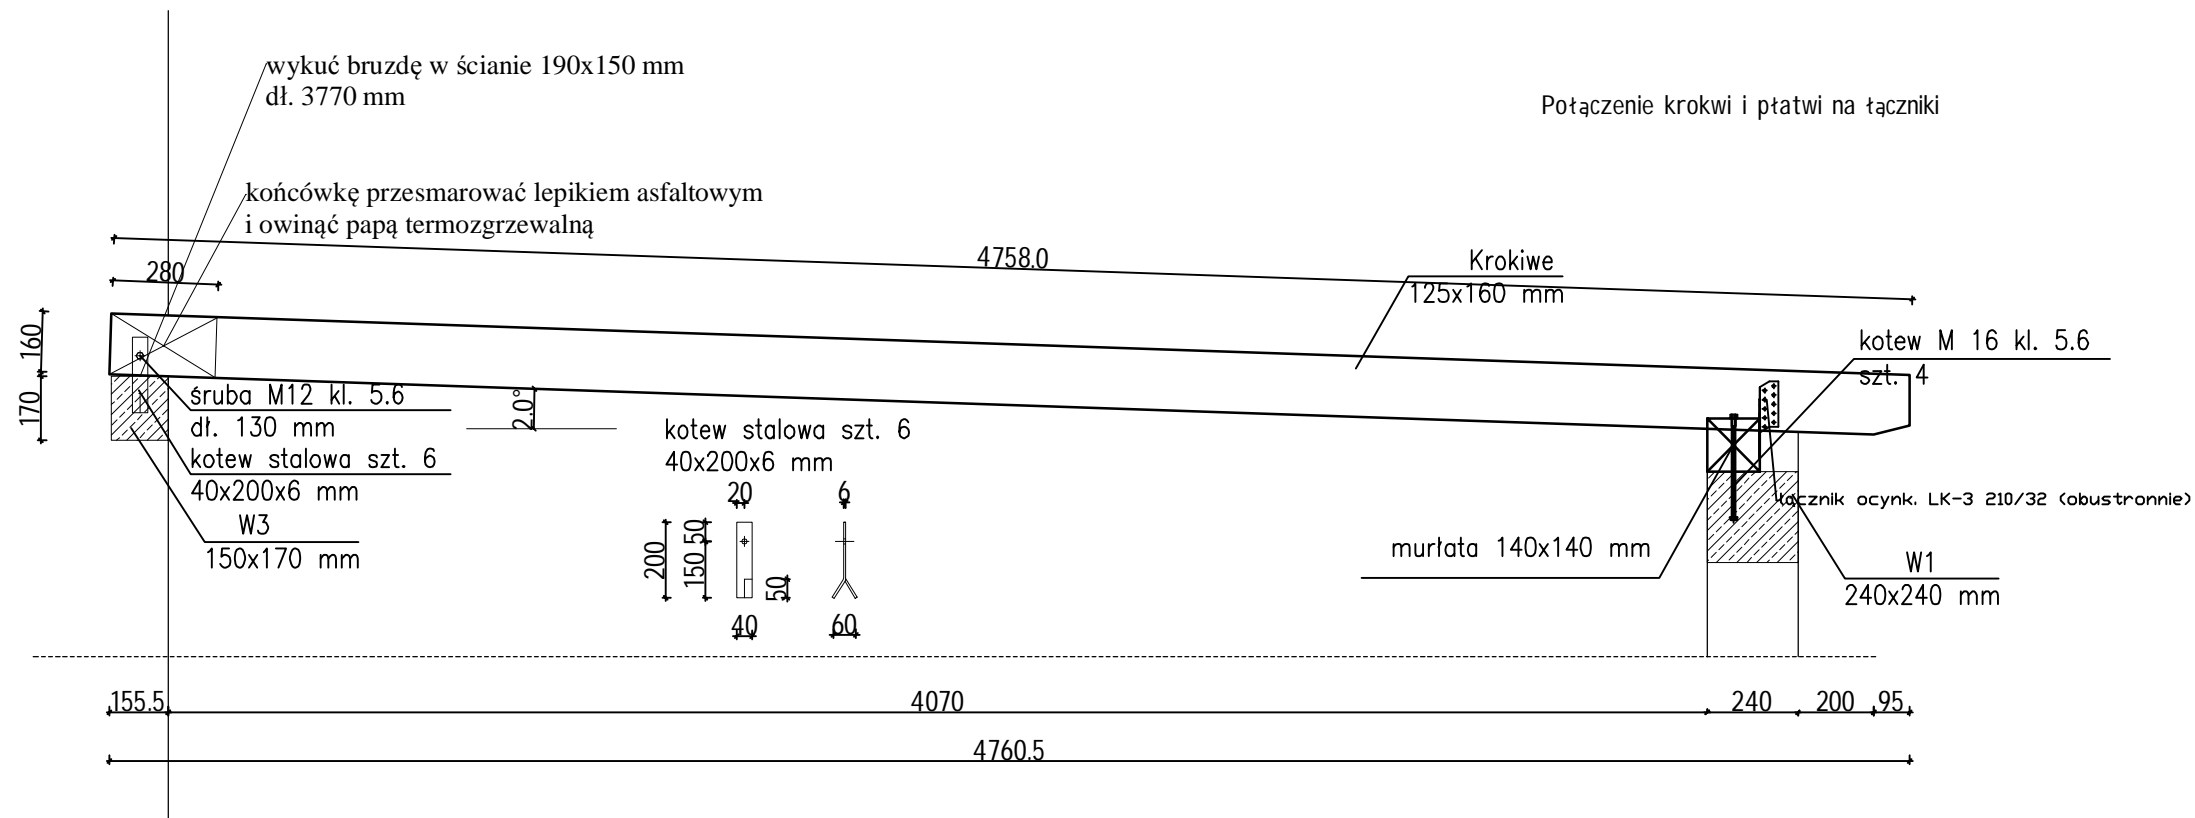 wykuć bruzdę w ścianie 190x150 mm
dł. 3770 mm
Połączenie krokwi i płatwi na łączniki
końcówkę przesmarować lepikiem asfaltowym
i owinąć papą termozgrzewalną
4758.0
280
Krokiwe
125x160 mm
160
170
kotew M 16 kl. 5.6
szt. 4
śruba M12 kl. 5.6
dł. 130 mm
kotew stalowa szt. 6
40x200x6 mm
W3
150x170 mm
2.0°
kotew stalowa szt. 6
40x200x6 mm
20
6
200
150
50
50
40
60
łącznik ocynk. LK-3 210/32 (obustronnie)
murłata 140x140 mm
W1
240x240 mm
155.5
4070
240
200
95
4760.5